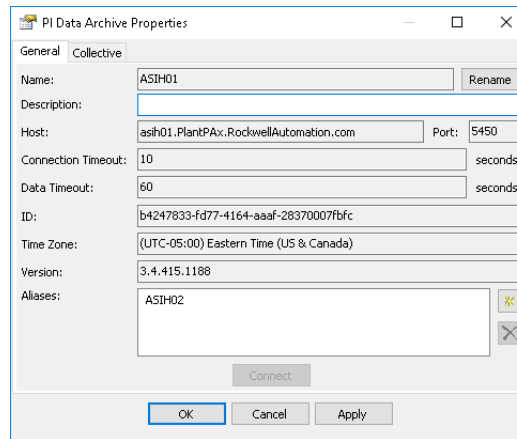 PI Data Archive Properties
General Collective
Name: ASIH01 Rename
Description:
Host: asih01.PlantPAx.RockwellAutomation.com Port: 5450
Connection Timeout: 10 seconds
Data Timeout: 60 seconds
ID: b4247833-fd77-4164-aaaf-28370007fbfc
Time Zone: (UTC-05:00) Eastern Time (US & Canada)
Version: 3.4.415.1188
Aliases: ASIH02
Connect
OK Cancel Apply